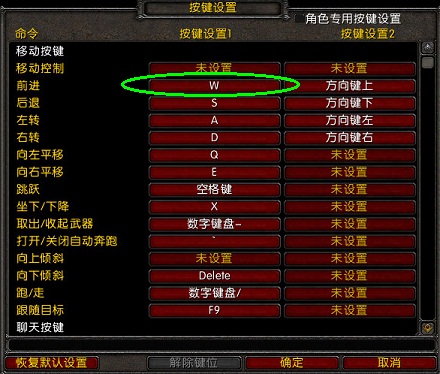 按键设置
角色专用按键设置
命令 按键设置1 按键设置2
移动按键
移动控制 未设置 未设置
前进 W 方向键上
后退 S 方向键下
左转 A 方向键左
右转 D 方向键右
向左平移 Q 未设置
向右平移 E 未设置
跳跃 空格键 未设置
坐下/下降 X 未设置
取出/收起武器 数字键盘- 未设置
打开/关闭自动奔跑 ` 未设置
向上倾斜 未设置 未设置
向下倾斜 Delete 未设置
跑/走 数字键盘/ 未设置
跟随目标 F9 未设置
聊天按键
恢复默认设置 解除键位 确定 取消